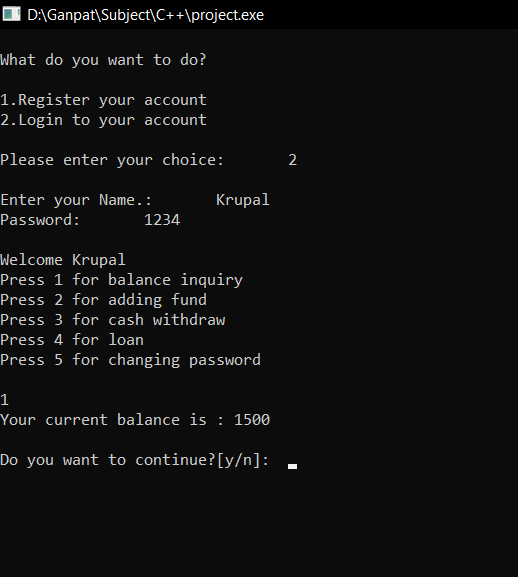 D:\Ganpat\Subject\C++\project.exe
What do you want to do?
1.Register your account
2.Login to your account
Please enter your choice:       2
Enter your Name.:       Krupal
Password:       1234
Welcome Krupal
Press 1 for balance inquiry
Press 2 for adding fund
Press 3 for cash withdraw
Press 4 for loan
Press 5 for changing password
1
Your current balance is : 1500
Do you want to continue?[y/n]: